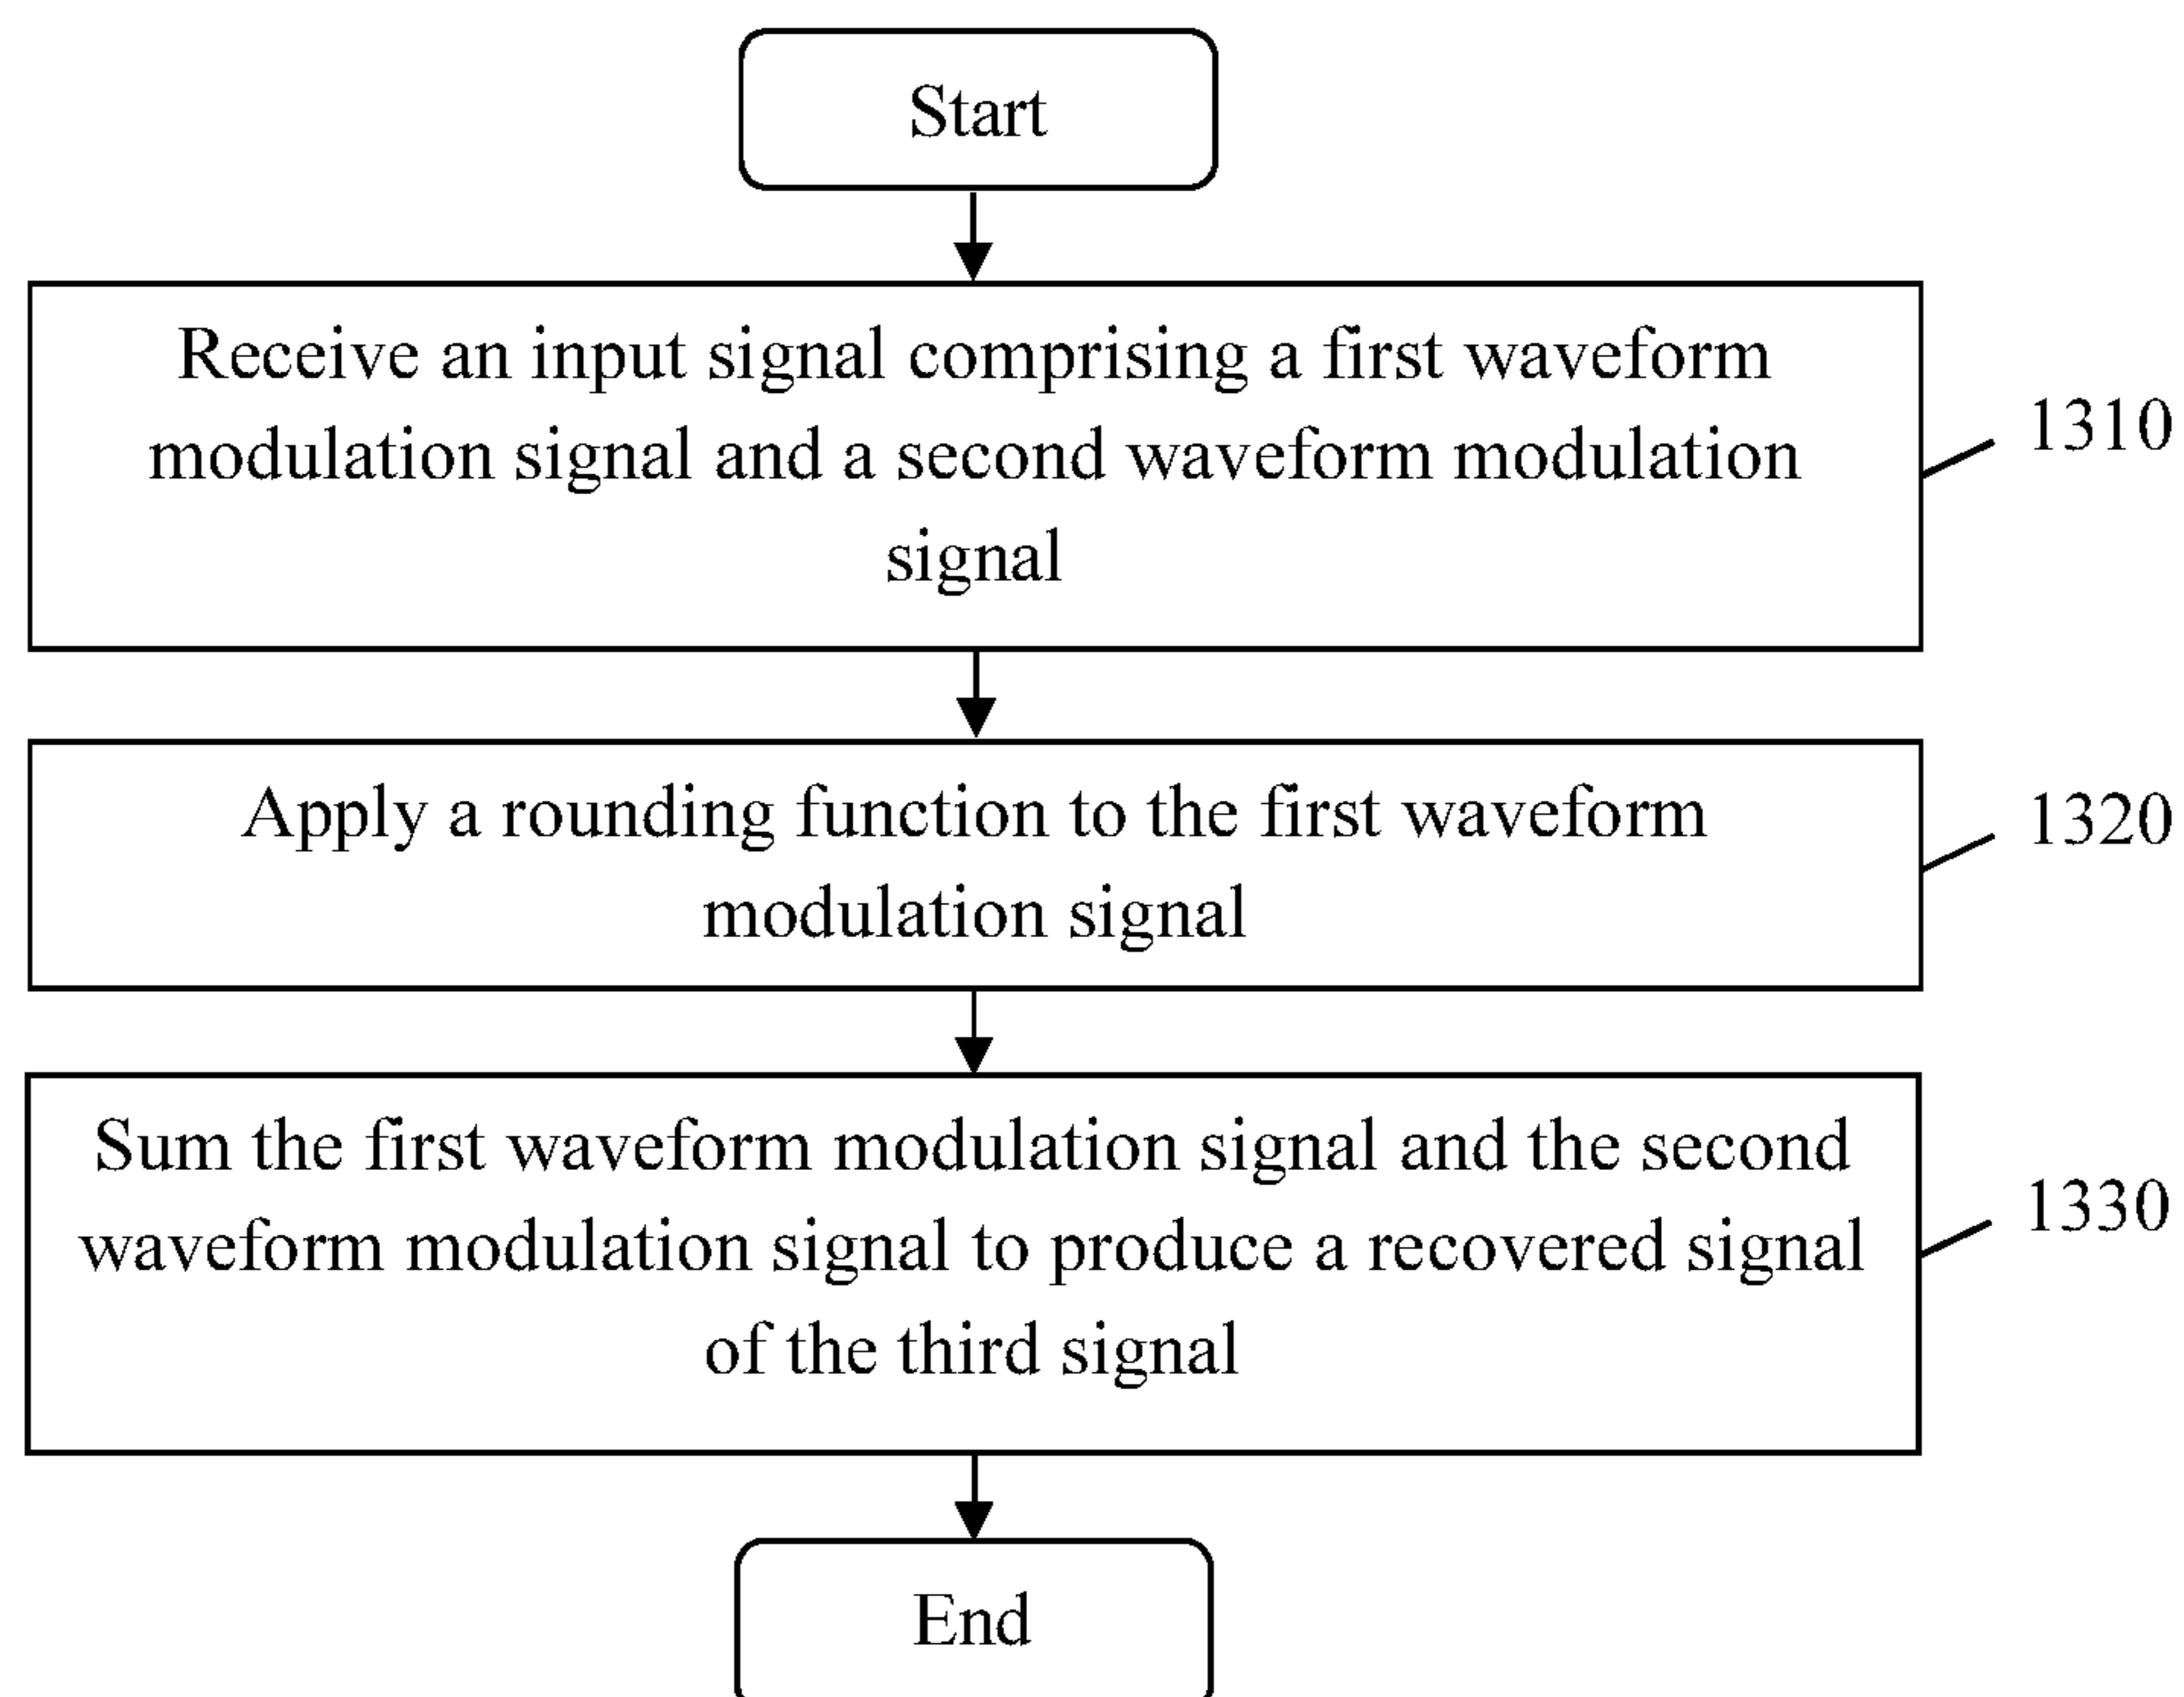 Start
Receive an input signal comprising a first waveform
modulation signal and a second waveform modulation
signal
1310
Apply a rounding function to the first waveform
modulation signal
1320
Sum the first waveform modulation signal and the second
waveform modulation signal to produce a recovered signal
of the third signal
1330
End